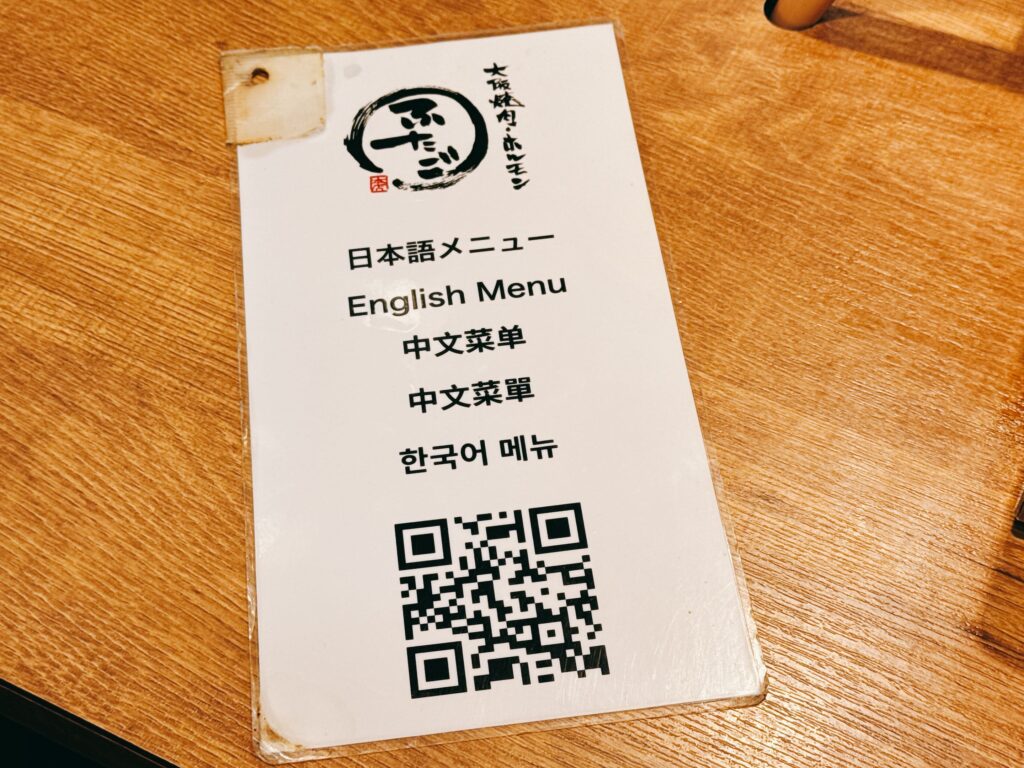 大阪焼肉・ホルモン
ふたご
本
日本語メニュー
English Menu
中文菜单
中文菜單
한국어 메뉴